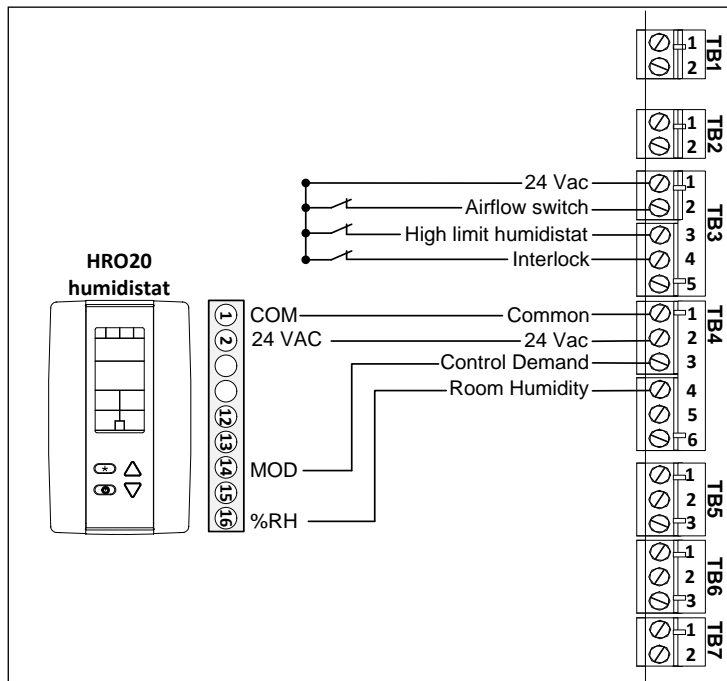 1
2
TB1
1
2
TB2
24 Vac 1
Airflow switch 2
High limit humidistat 3
Interlock 4
5
TB3
HRO20
humidistat
1 COM Common 1
2 24 VAC 24 Vac 2
Control Demand 3
Room Humidity 4
5
6
TB4
12
13
14 MOD
15
16 %RH
*
1
2
3
TB5
1
2
3
TB6
1
2
TB7